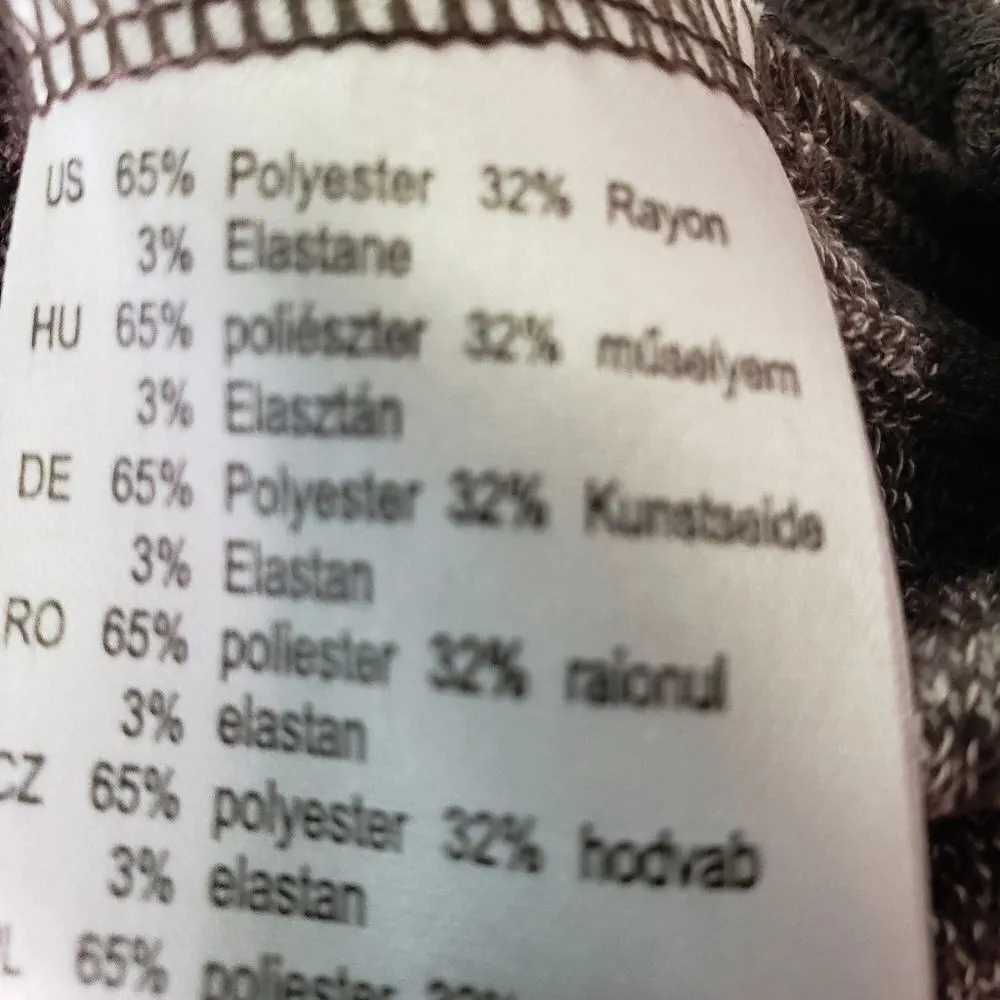 US 65% Polyester 32% Rayon
3% Elastane
HU 65% poliészter 32% műselyem
3% Elasztán
DE 65% Polyester 32% Kunstseide
3% Elastan
RO 65% poliester 32% raionul
3% elastan
CZ 65% polyester 32% hodvab
3% elastan
65% poliester